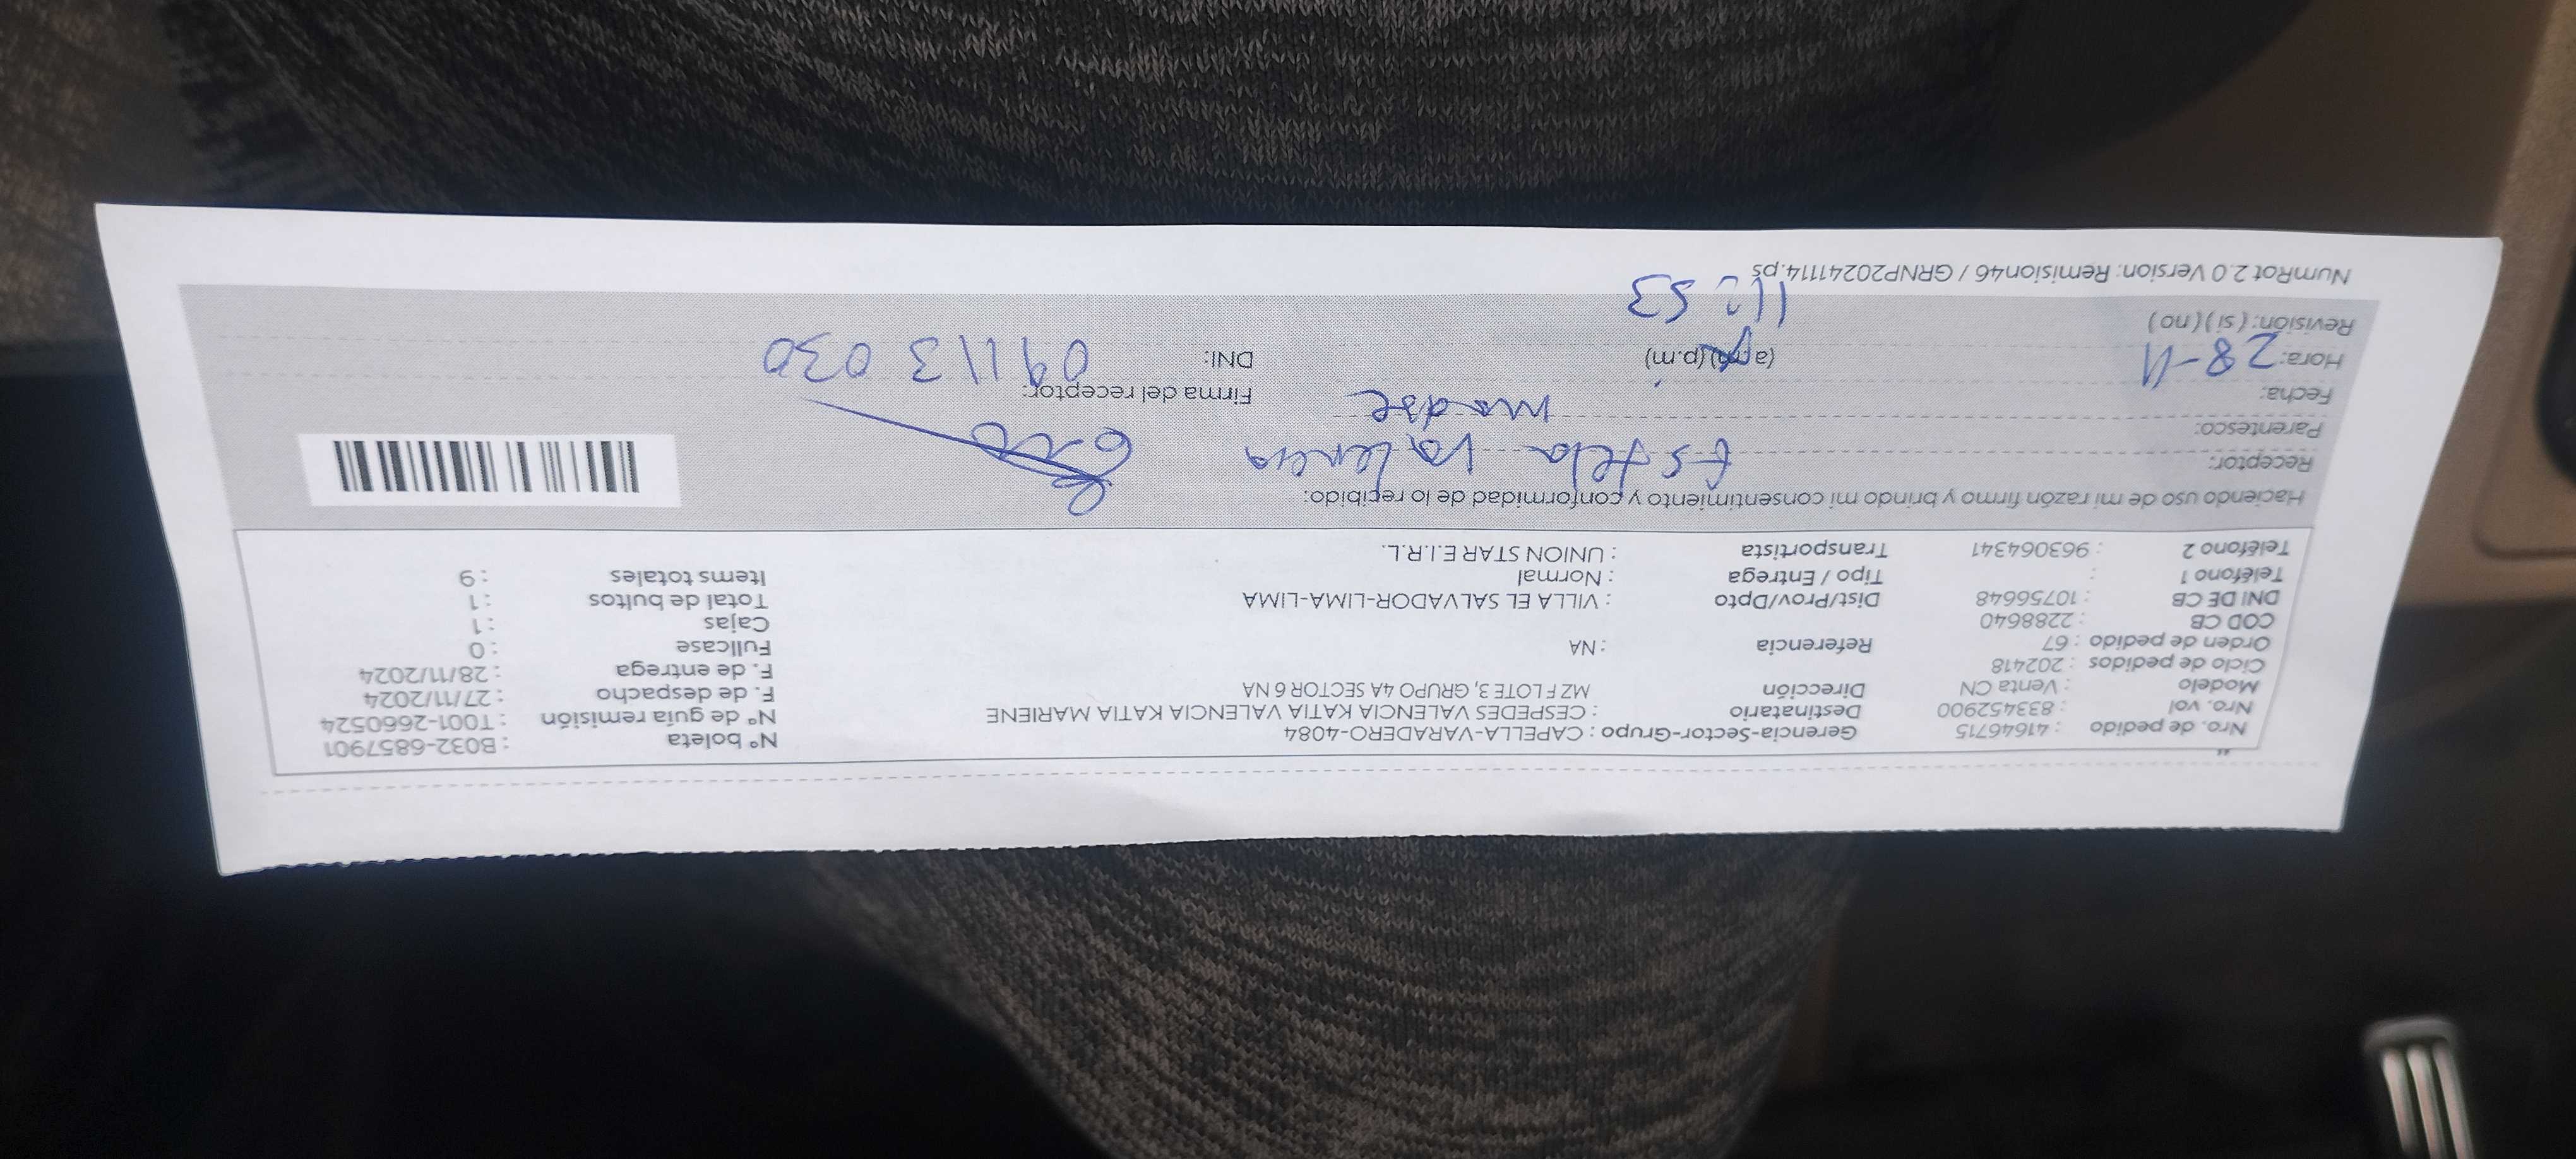 Nro. de pedido : 41646715 Gerencia-Sector-Grupo : CAPELLA-VARADERO-4084 Nº boleta : B032-6857901
Nro. vol : 833452900 Destinatario : CESPEDES VALENCIA KATIA VALENCIA KATIA MARIENE Nº de guía remisión : T001-2660524
Modelo : Venta CN Dirección MZ F LOTE 3, GRUPO 4A SECTOR 6 NA F. de despacho : 27/11/2024
Ciclo de pedidos : 202418 F. de entrega : 28/11/2024
Orden de pedido : 67 Referencia : NA Fullcase : 0
COD CB : 2288640 Cajas : 1
DNI DE CB : 10756648 Dist/Prov/Dpto : VILLA EL SALVADOR-LIMA-LIMA Total de bultos : 1
Teléfono 1 : Tipo / Entrega : Normal Items totales : 9
Teléfono 2 : 963064341 Transportista : UNION STAR E.I.R.L.
Haciendo uso de mi razón firmo y brindo mi consentimiento y conformidad de lo recibido:
Receptor: Estela Valencia
Parentesco: madre
Fecha: Firma del receptor:
Hora: 28-11 (a.m)(p.m) DNI: 09113030
Revisión: ( si ) ( no ) 11:53
NumRot 2.0 Version: Remision46 / GRNP20241114.ps